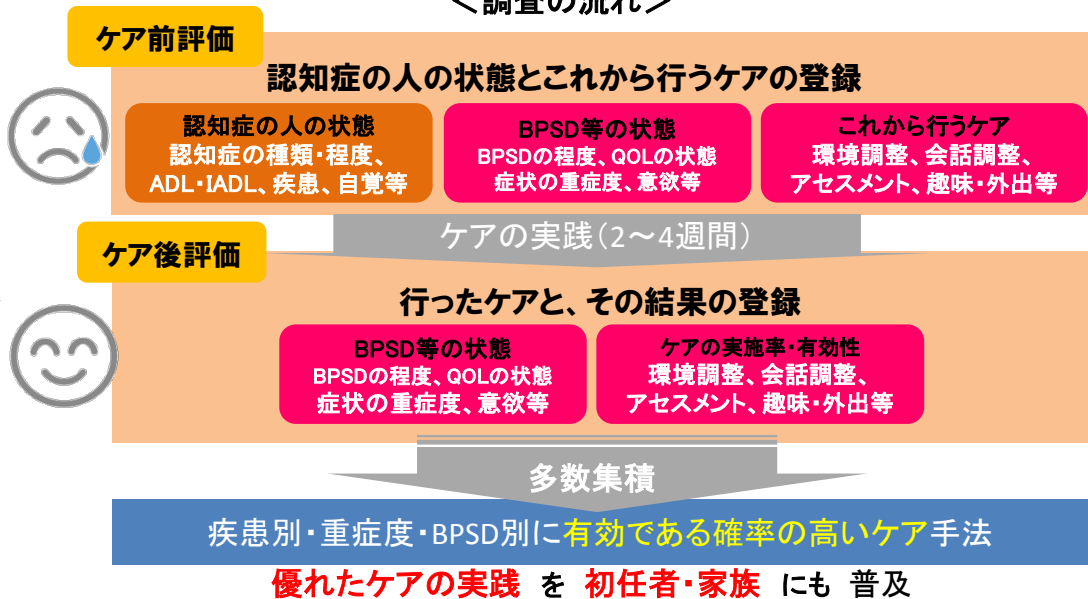 ＜調査の流れ＞
ケア前評価
認知症の人の状態とこれから行うケアの登録
認知症の人の状態
認知症の種類・程度、
ADL・IADL、疾患、自覚等
BPSD等の状態
BPSDの程度、QOLの状態
症状の重症度、意欲等
これから行うケア
環境調整、会話調整、
アセスメント、趣味・外出等
ケアの実践（2～4週間）
ケア後評価
行ったケアと、その結果の登録
BPSD等の状態
BPSDの程度、QOLの状態
症状の重症度、意欲等
ケアの実施率・有効性
環境調整、会話調整、
アセスメント、趣味・外出等
多数集積
疾患別・重症度・BPSD別に有効である確率の高いケア手法
優れたケアの実践 を 初任者・家族 にも 普及